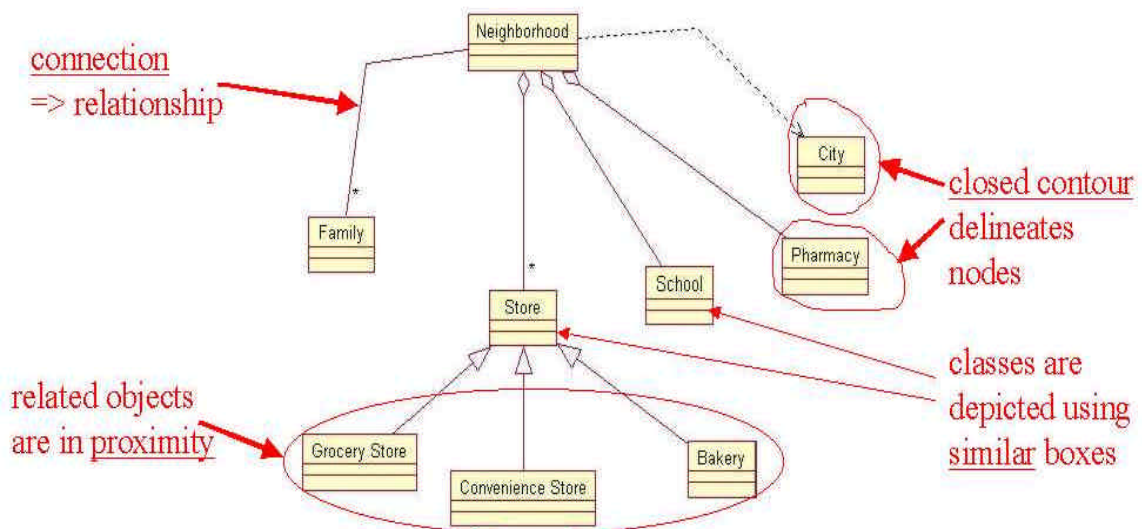 Neighborhood
connection
=> relationship
City
closed contour
delineates
nodes
*
Family
Pharmacy
*
School
Store
classes are
depicted using
similar boxes
related objects
are in proximity
Grocery Store
Bakery
Convenience Store